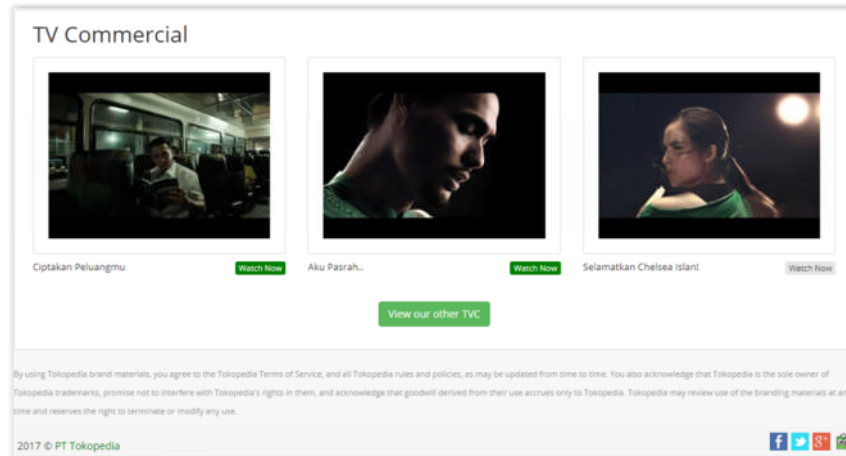 TV Commercial
Ciptakan Peluangmu
Watch Now
Aku Pasrah..
Watch Now
Selamatkan Chelsea Islan!
Watch Now
View our other TVC
By using Tokopedia brand materials, you agree to the Tokopedia Terms of Service, and all Tokopedia rules and policies, as may be updated from time to time. You also acknowledge that Tokopedia is the sole owner of
Tokopedia trademarks, promise not to interfere with Tokopedia's rights in them, and acknowledge that goodwill derived from their use accrues only to Tokopedia. Tokopedia may review use of the branding materials at an
time and reserves the right to terminate or modify any use.
2017 © PT Tokopedia